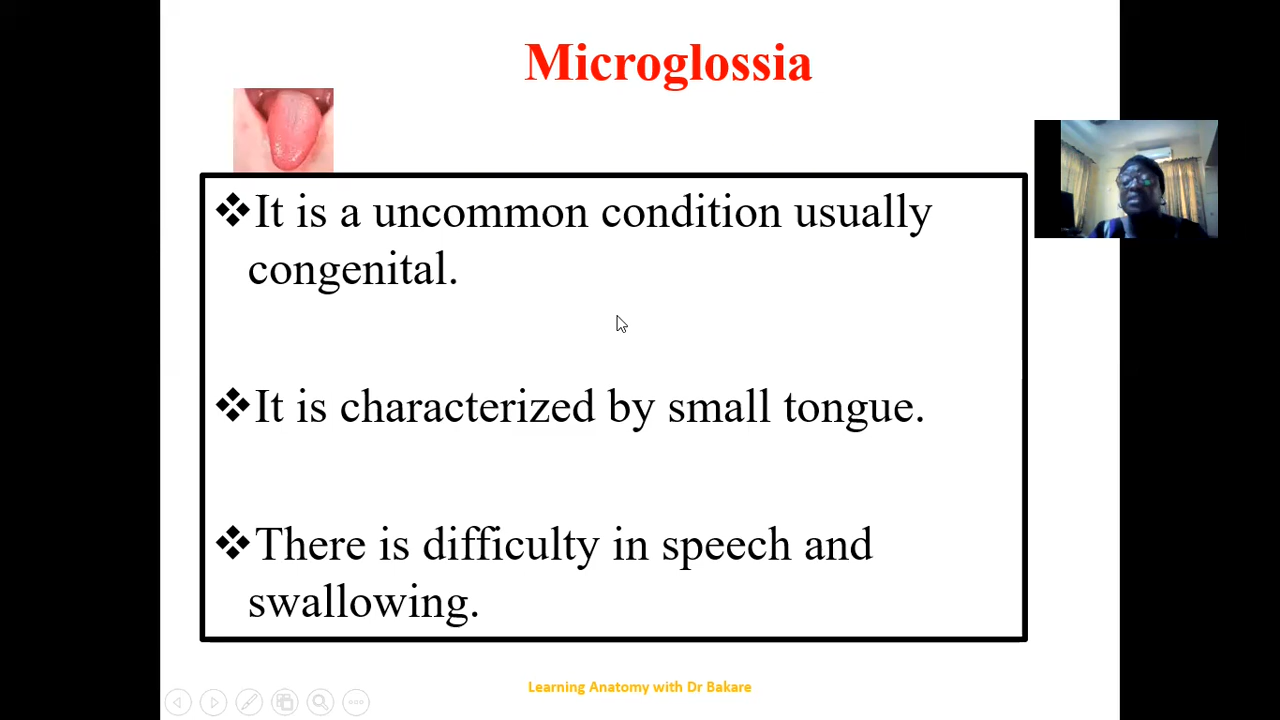 Microglossia
❖It is a uncommon condition usually
congenital.
❖It is characterized by small tongue.
❖There is difficulty in speech and
swallowing.
Learning Anatomy with Dr Bakare